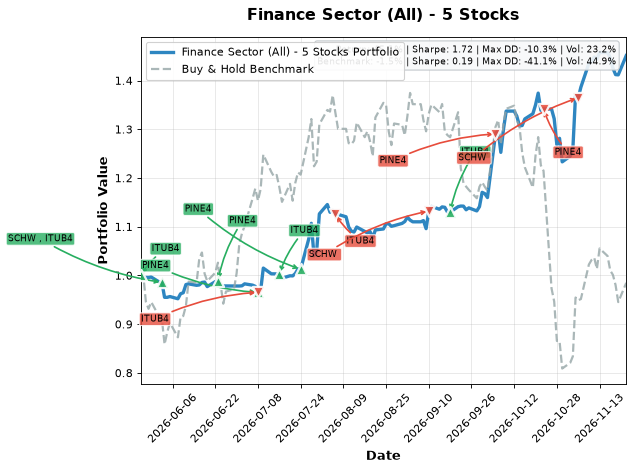 Finance Sector (All) - 5 Stocks
Finance Sector (All) - 5 Stocks Portfolio
Buy & Hold Benchmark
| Sharpe: 1.72 | Max DD: -10.3% | Vol: 23.2%
Benchmark: -1.5% | Sharpe: 0.19 | Max DD: -41.1% | Vol: 44.9%
Portfolio Value
1.4
1.3
1.2
1.1
1.0
0.9
0.8
SCHW , ITUB4
ITUB4
PINE4
ITUB4
PINE4
PINE4
ITUB4
SCHW
ITUB4
PINE4
ITUB4
SCHW
PINE4
2026-06-06
2026-06-22
2026-07-08
2026-07-24
2026-08-09
2026-08-25
2026-09-10
2026-09-26
2026-10-12
2026-10-28
2026-11-13
Date